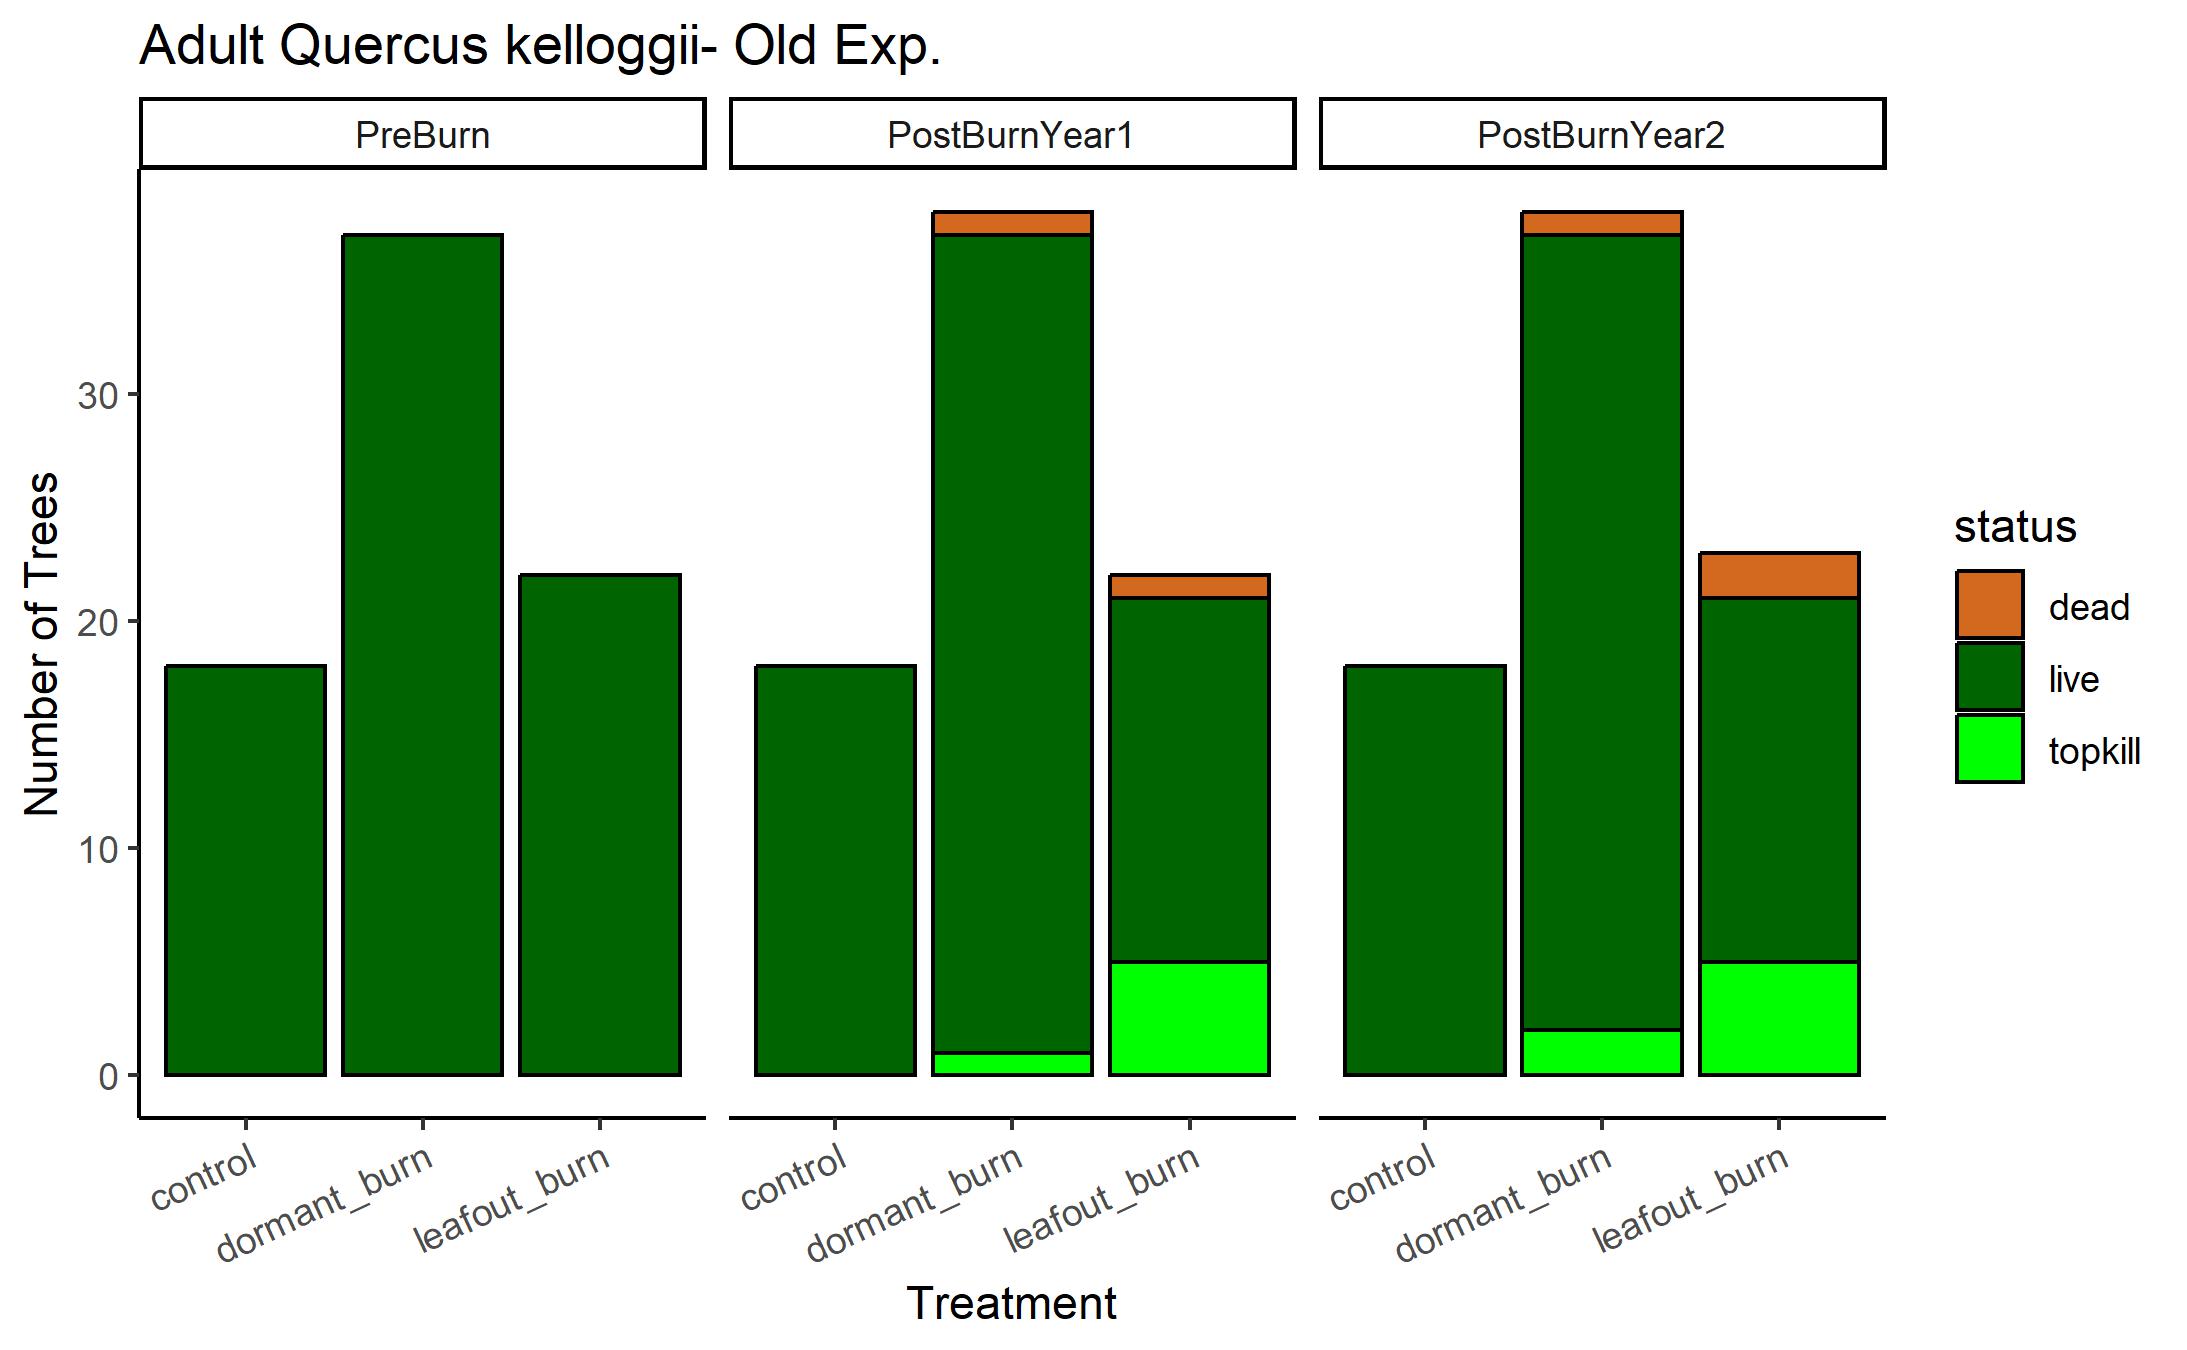 Adult Quercus kelloggii- Old Exp.
PreBurn
PostBurnYear1
PostBurnYear2
Number of Trees
30
20
10
0
control
dormant_burn
leafout_burn
control
dormant_burn
leafout_burn
control
dormant_burn
leafout_burn
Treatment
status
dead
live
topkill